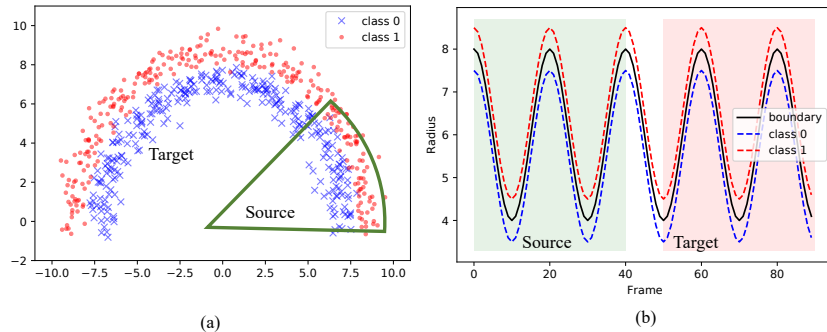 10
8
6
4
2
0
−2
−10.0
−7.5
−5.0
−2.5
0.0
2.5
5.0
7.5
10.0
class 0
class 1
Target
Source
(a)
Radius
8
7
6
5
4
0
20
40
60
80
Frame
boundary
class 0
class 1
Source
Target
(b)